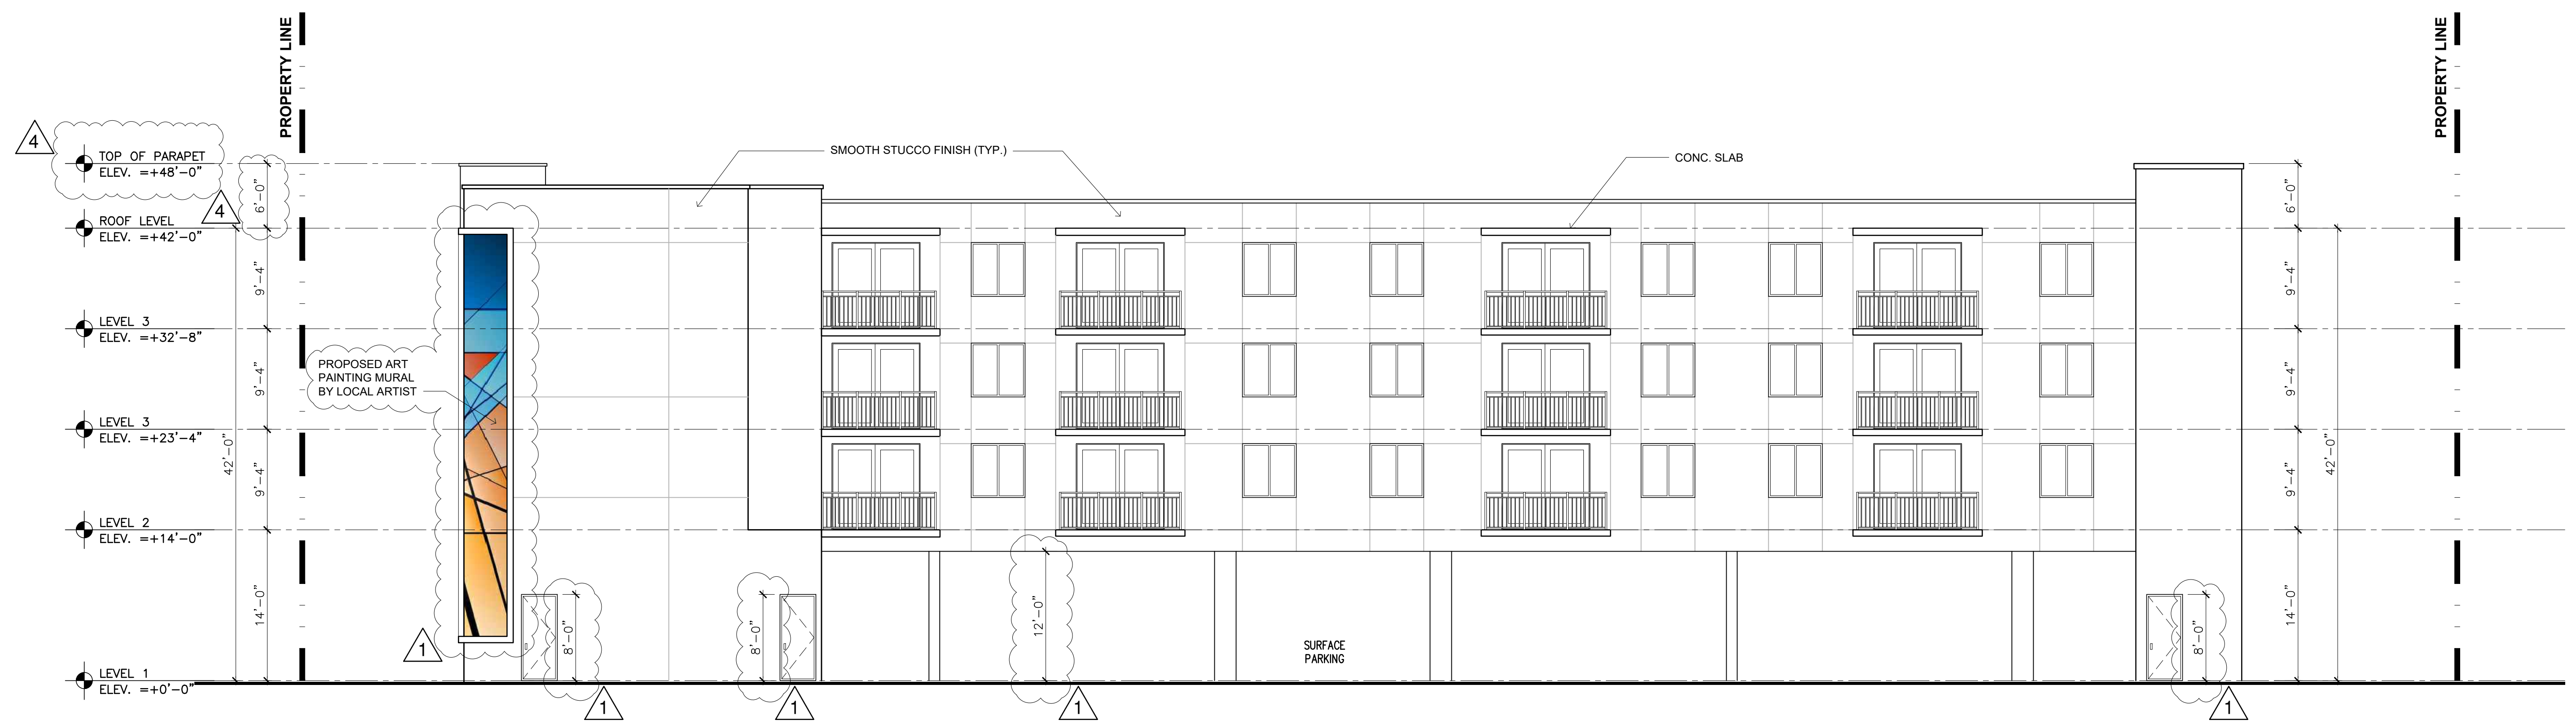 PROPERTY LINE
PROPERTY LINE
4
TOP OF PARAPET
ELEV. =+48'-0"
6'-0"
4
ROOF LEVEL
ELEV. =+42'-0"
9'-4"
LEVEL 3
ELEV. =+32'-8"
9'-4"
LEVEL 3
ELEV. =+23'-4"
42'-0"
9'-4"
LEVEL 2
ELEV. =+14'-0"
14'-0"
LEVEL 1
ELEV. =+0'-0"
PROPOSED ART
PAINTING MURAL
BY LOCAL ARTIST
1
SMOOTH STUCCO FINISH (TYP.)
CONC. SLAB
8'-0"
1
8'-0"
1
12'-0"
1
SURFACE
PARKING
8'-0"
1
6'-0"
9'-4"
9'-4"
42'-0"
9'-4"
14'-0"